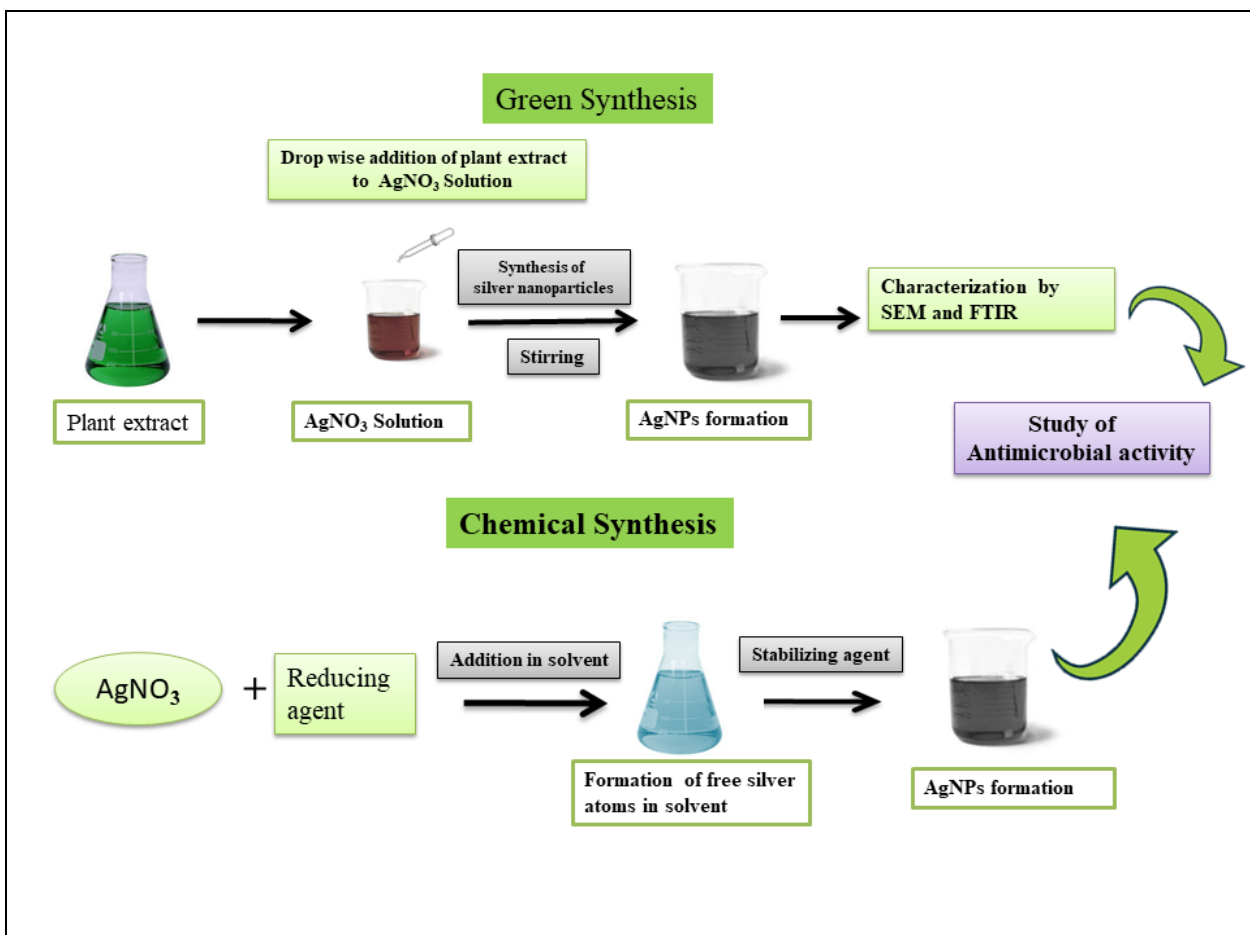 Green Synthesis
Drop wise addition of plant extract
to AgNO₃ Solution
Synthesis of
silver nanoparticles
Stirring
Characterization by
SEM and FTIR
Plant extract
AgNO₃ Solution
AgNPs formation
Study of
Antimicrobial activity
Chemical Synthesis
AgNO₃
+
Reducing
agent
Addition in solvent
Stabilizing agent
Formation of free silver
atoms in solvent
AgNPs formation